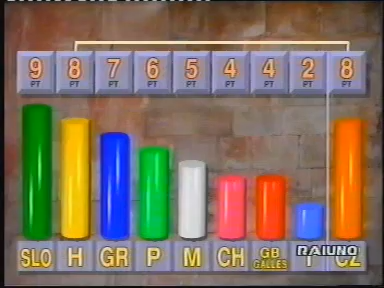 9 8 7 6 5 4 4 2 8
PT PT PT PT PT PT PT PT PT
SLO H GR P M CH GB I CZ
GALLES
RAIUNO